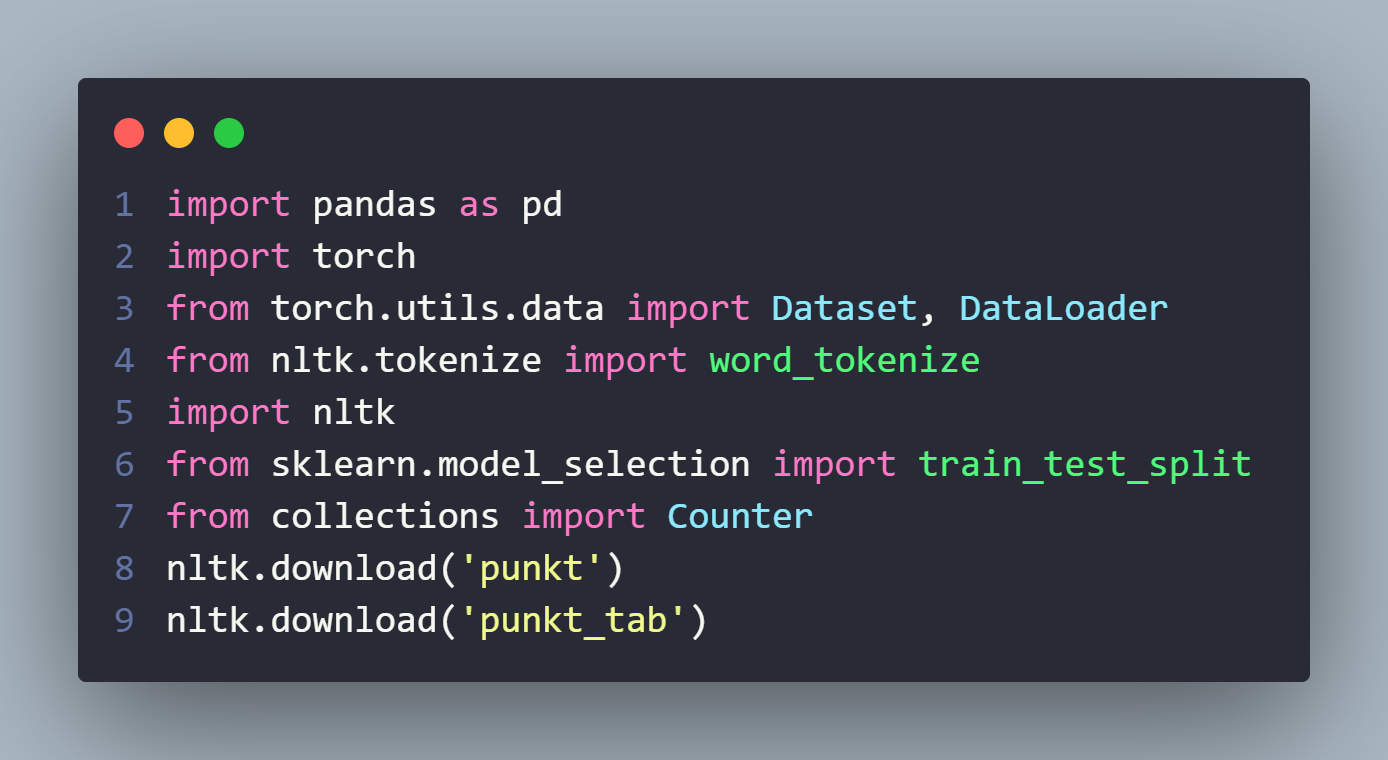 1 import pandas as pd
2 import torch
3 from torch.utils.data import Dataset, DataLoader
4 from nltk.tokenize import word_tokenize
5 import nltk
6 from sklearn.model_selection import train_test_split
7 from collections import Counter
8 nltk.download('punkt')
9 nltk.download('punkt_tab')